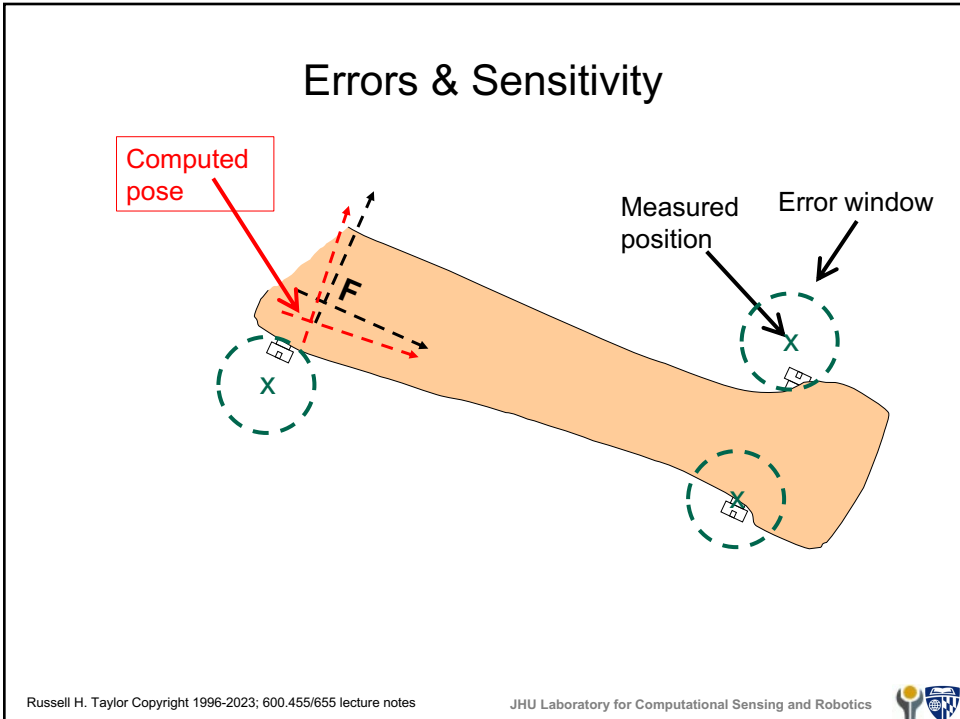 Errors & Sensitivity
Computed
pose
Measured
position
Error window
F
x
x
x
Russell H. Taylor Copyright 1996-2023; 600.455/655 lecture notes
JHU Laboratory for Computational Sensing and Robotics